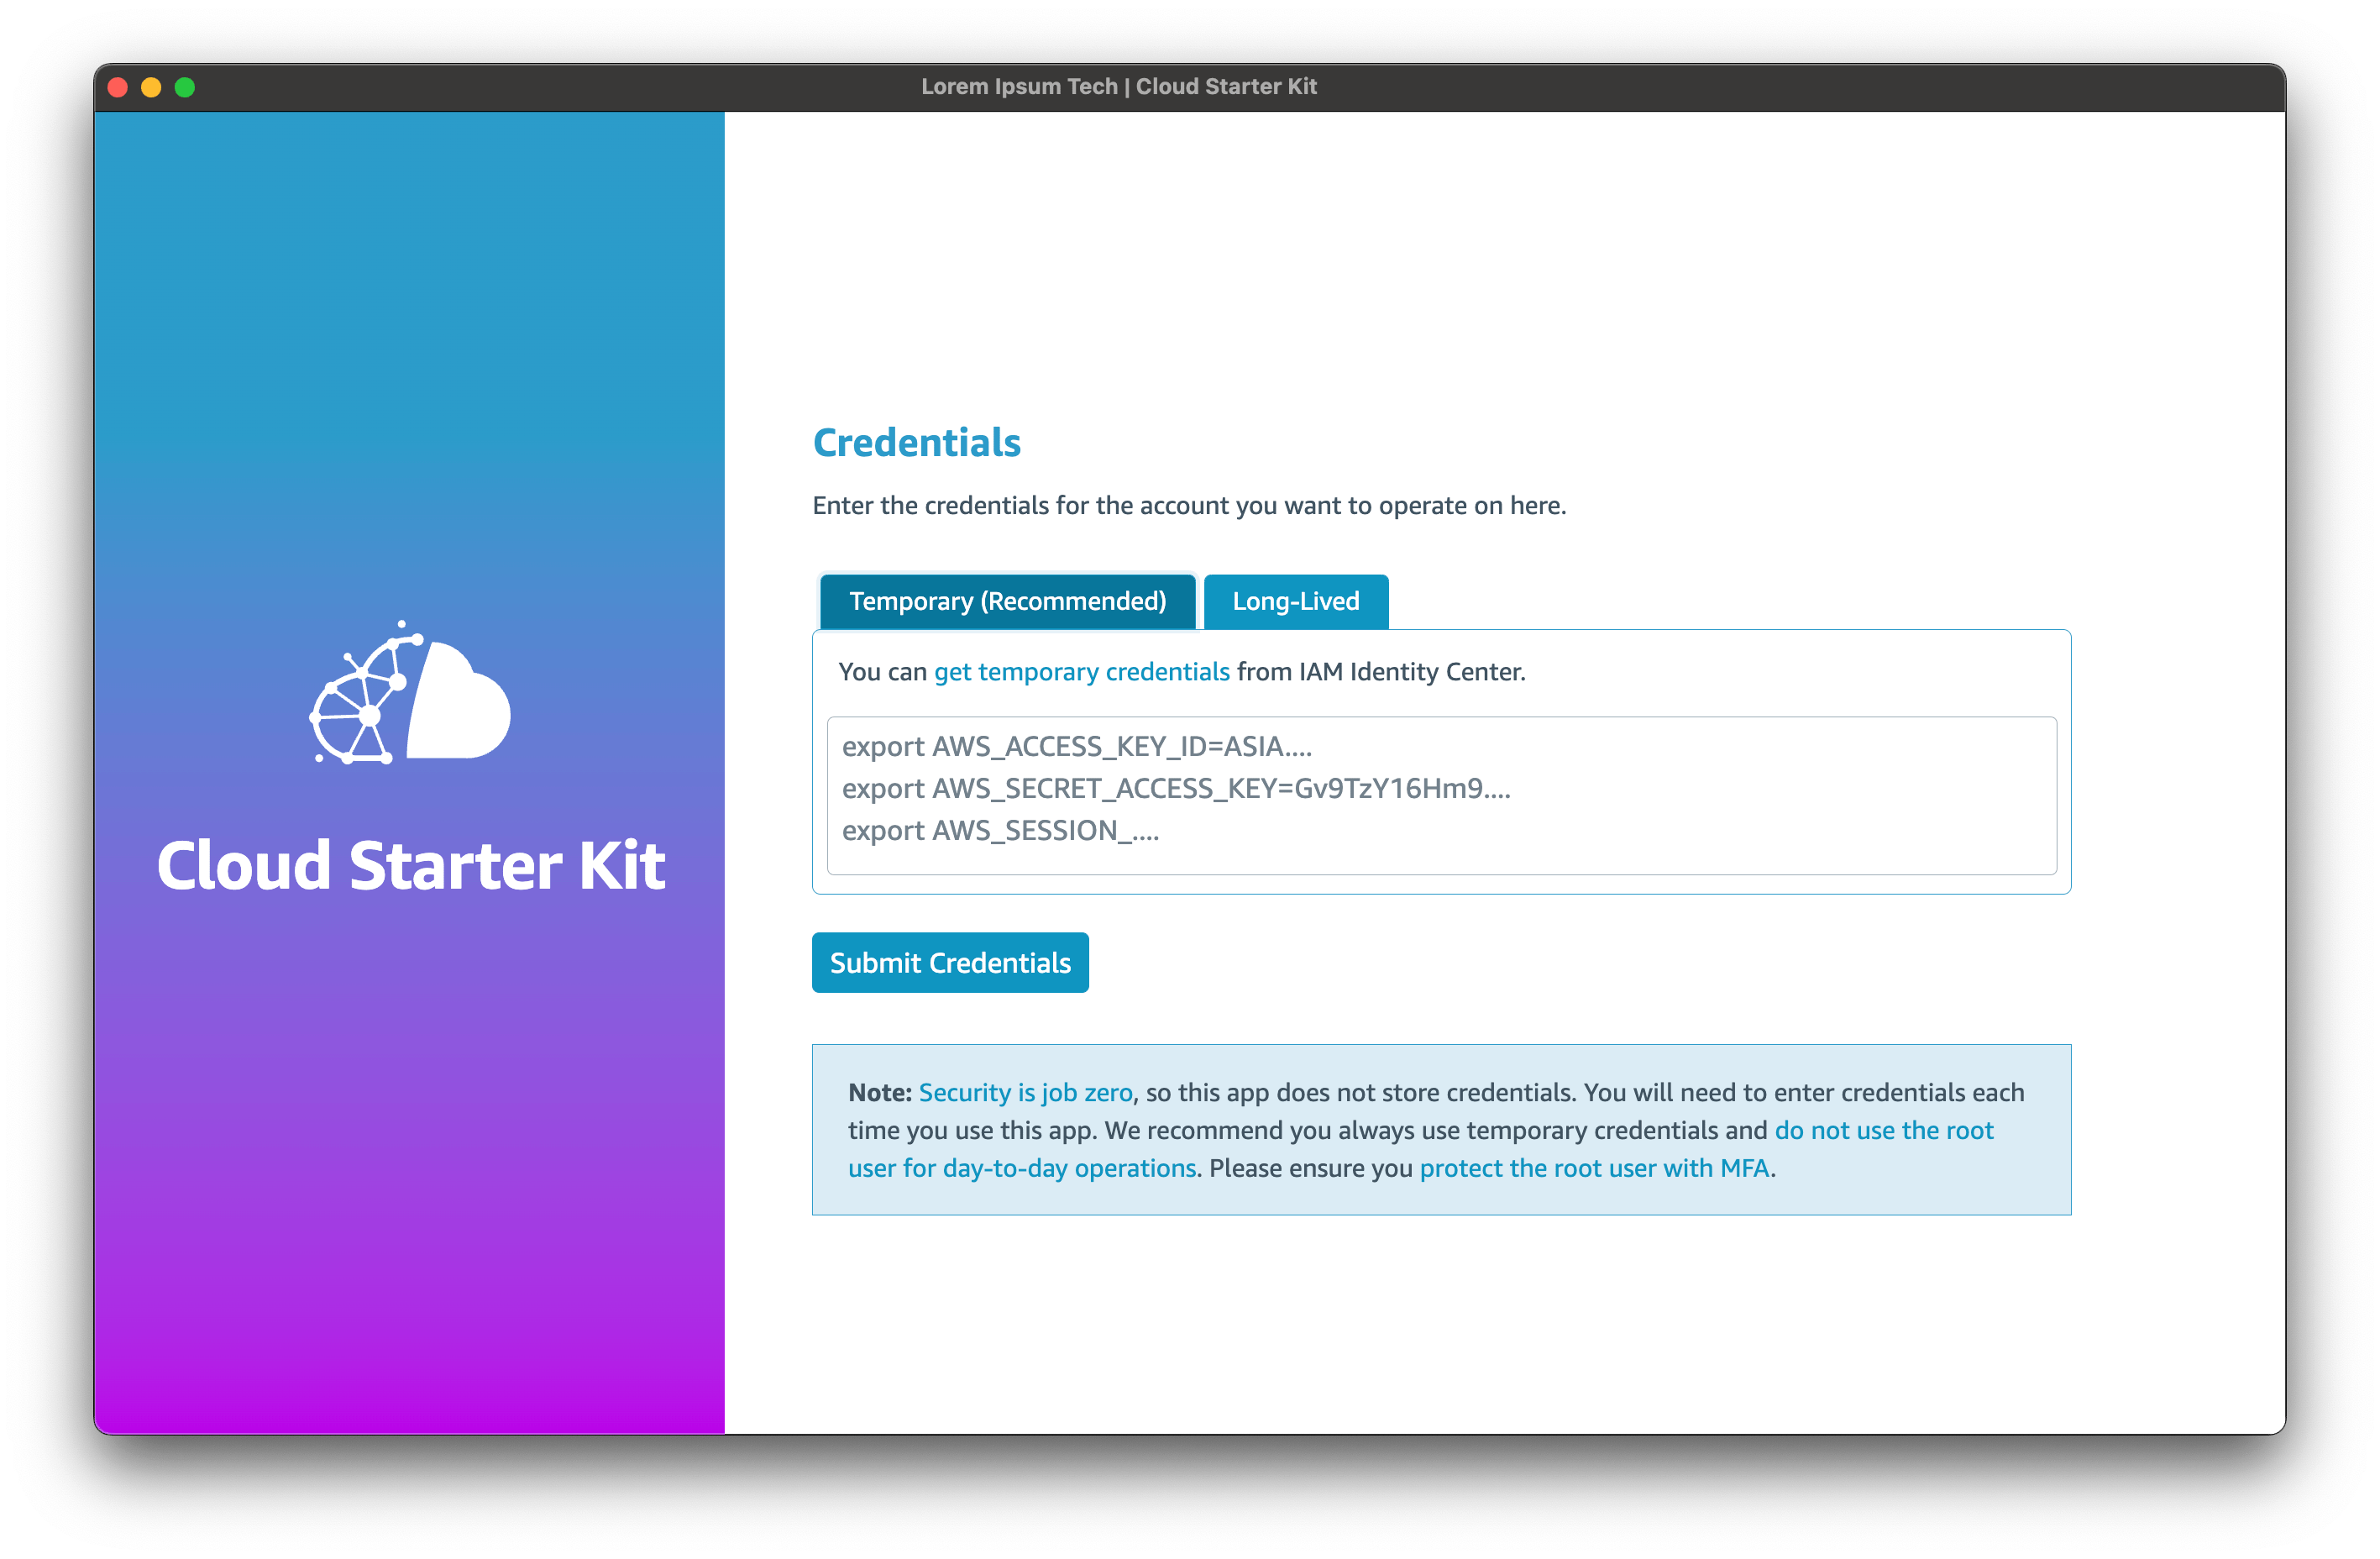 Lorem Ipsum Tech | Cloud Starter Kit
Cloud Starter Kit
Credentials
Enter the credentials for the account you want to operate on here.
Temporary (Recommended)
Long-Lived
You can get temporary credentials from IAM Identity Center.
export AWS_ACCESS_KEY_ID=ASIA....
export AWS_SECRET_ACCESS_KEY=Gv9TzY16Hm9....
export AWS_SESSION_....
Submit Credentials
Note: Security is job zero, so this app does not store credentials. You will need to enter credentials each
time you use this app. We recommend you always use temporary credentials and do not use the root
user for day-to-day operations. Please ensure you protect the root user with MFA.